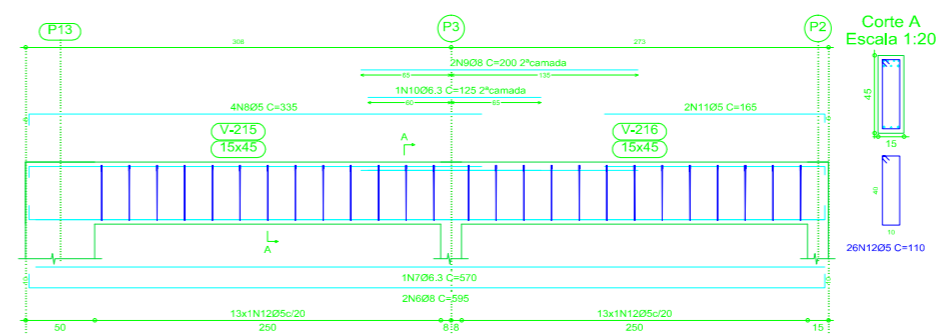 P13
P3
P2
Corte A
Escala 1:20
308
273
2N9Ø8 C=200 2ªcamada
65
135
1N10Ø6.3 C=125 2ªcamada
60
65
4N8Ø5 C=335
2N11Ø5 C=165
V-215
15x45
V-216
15x45
A
A
45
15
40
10
26N12Ø5 C=110
1N7Ø6.3 C=570
2N6Ø8 C=595
13x1N12Ø5c/20
13x1N12Ø5c/20
50
250
8
8
250
15